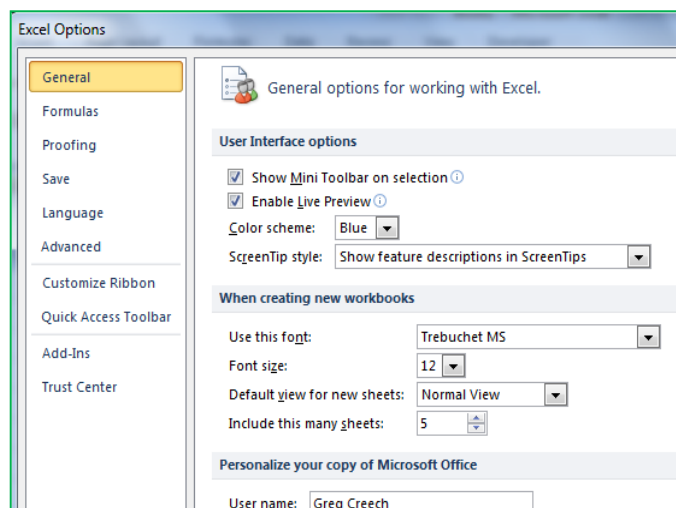 Excel Options
General
Formulas
Proofing
Save
Language
Advanced
Customize Ribbon
Quick Access Toolbar
Add-Ins
Trust Center
General options for working with Excel.
User Interface options
Show Mini Toolbar on selection
Enable Live Preview
Color scheme: Blue
ScreenTip style: Show feature descriptions in ScreenTips
When creating new workbooks
Use this font: Trebuchet MS
Font size: 12
Default view for new sheets: Normal View
Include this many sheets: 5
Personalize your copy of Microsoft Office
User name: Greg Creech